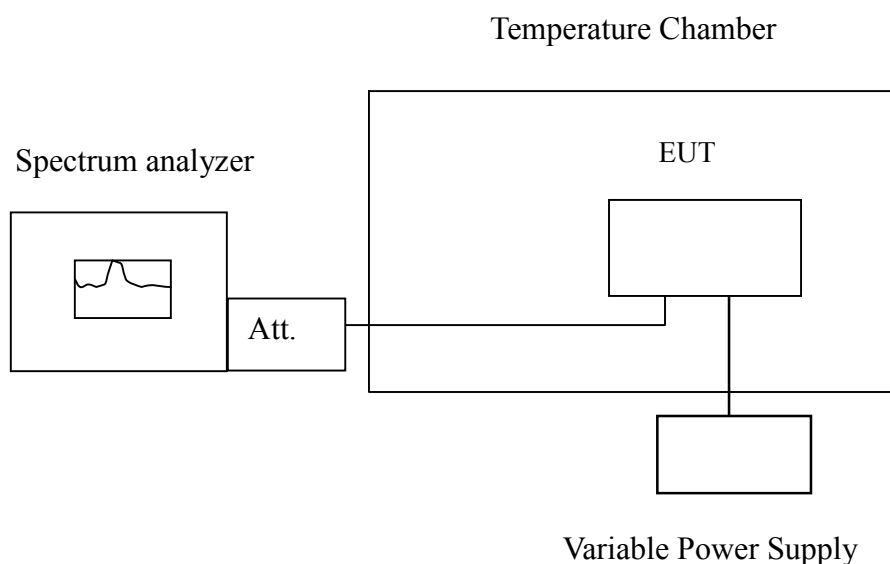 Temperature Chamber
Spectrum analyzer
EUT
Att.
Variable Power Supply